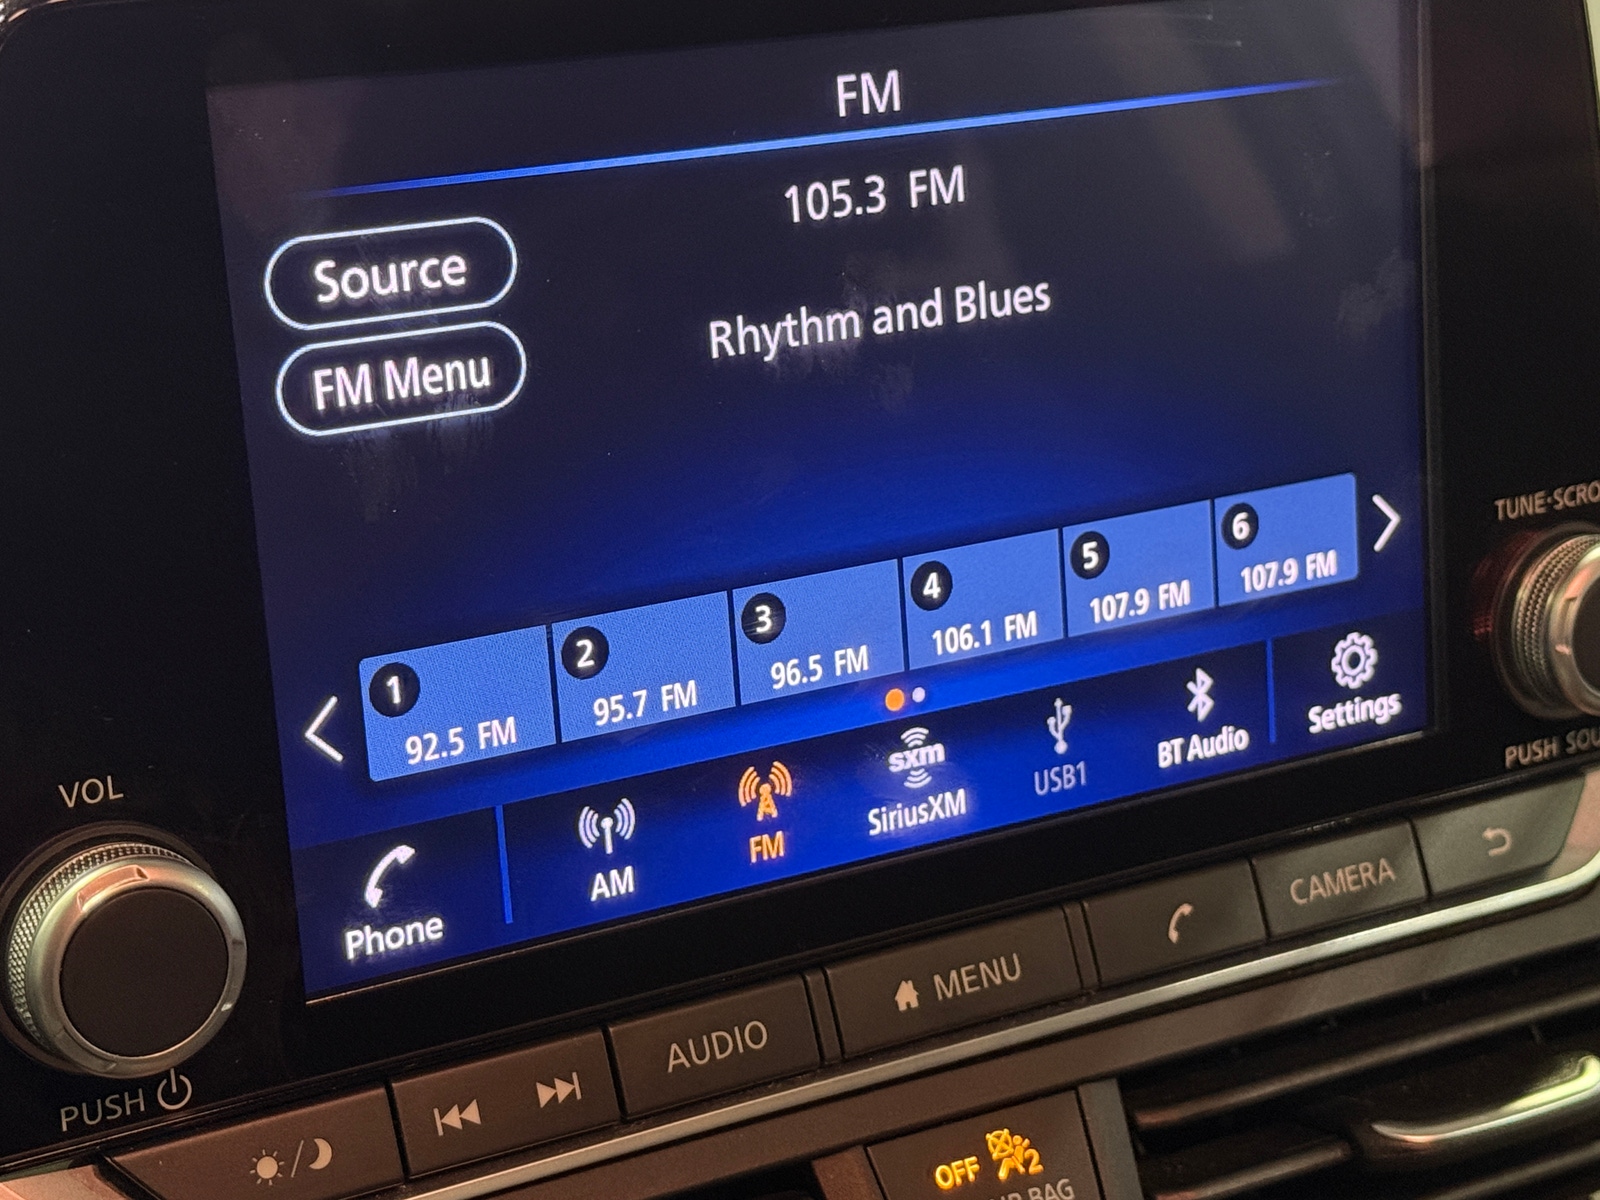 FM
105.3 FM
Source
Rhythm and Blues
FM Menu
1
92.5 FM
2
95.7 FM
3
96.5 FM
4
106.1 FM
5
107.9 FM
6
107.9 FM
Phone
AM
FM
sxm
SiriusXM
USB1
BT Audio
Settings
VOL
PUSH
TUNE·SCRO
PUSH SOU
AUDIO
MENU
CAMERA
OFF
2
BAG